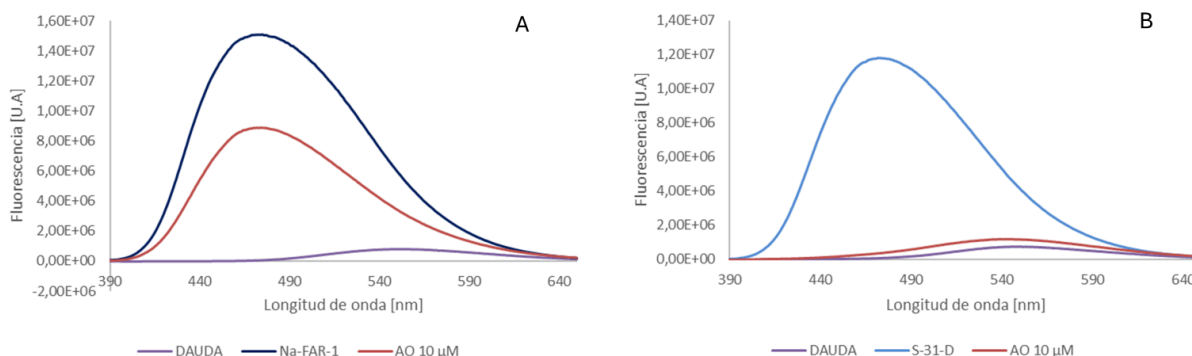 A
Fluorescencia [U.A]
1,60E+07
1,40E+07
1,20E+07
1,00E+07
8,00E+06
6,00E+06
4,00E+06
2,00E+06
0,00E+00
-2,00E+06
390
440
490
540
590
640
Longitud de onda [nm]
DAUDA
Na-FAR-1
AO 10 µM
B
Fluorescencia [U.A]
1,40E+07
1,20E+07
1,00E+07
8,00E+06
6,00E+06
4,00E+06
2,00E+06
0,00E+00
390
440
490
540
590
640
Longitud de onda [nm]
DAUDA
S-31-D
AO 10 µM